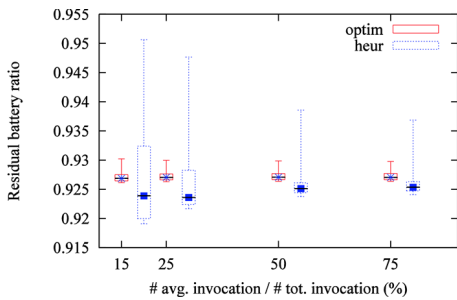 0.955
0.95
0.945
0.94
0.935
0.93
0.925
0.92
0.915
Residual battery ratio
optim
heur
15 25 50 75
# avg. invocation / # tot. invocation (%)